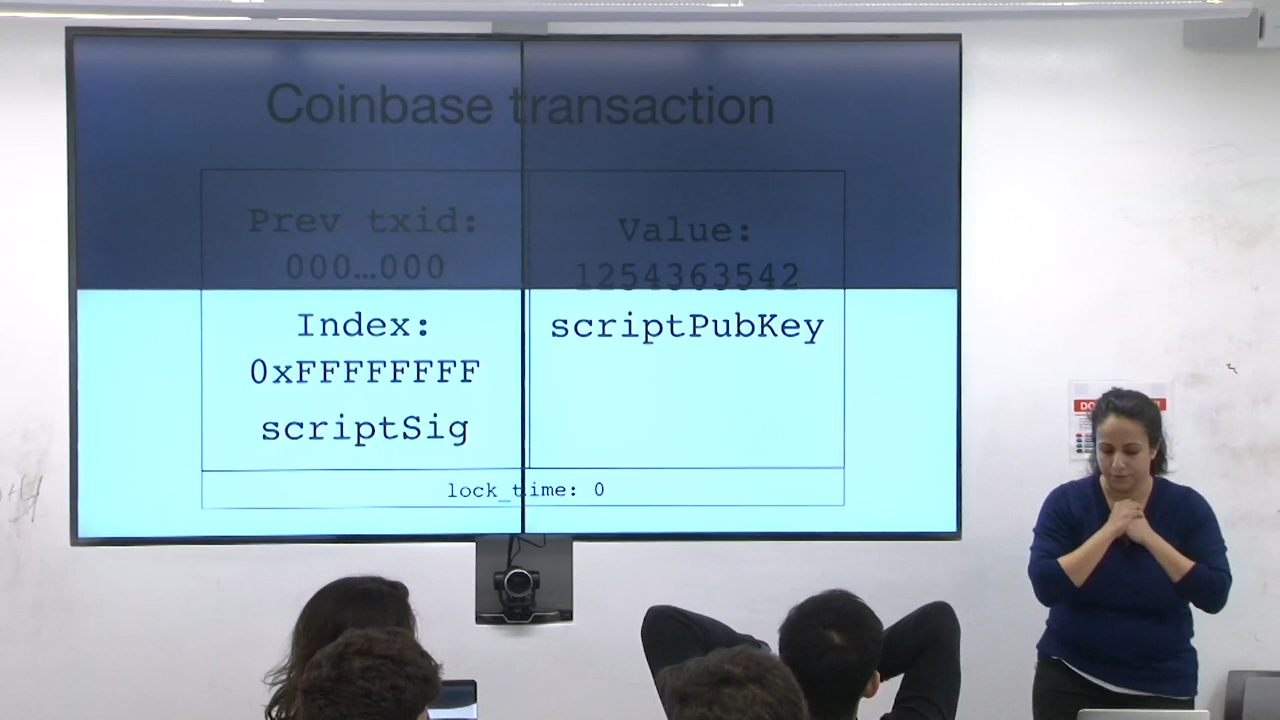 Coinbase transaction
Prev txid:
000…000
Index:
0xFFFFFFFF
scriptSig
Value:
1254363542
scriptPubKey
lock_time: 0